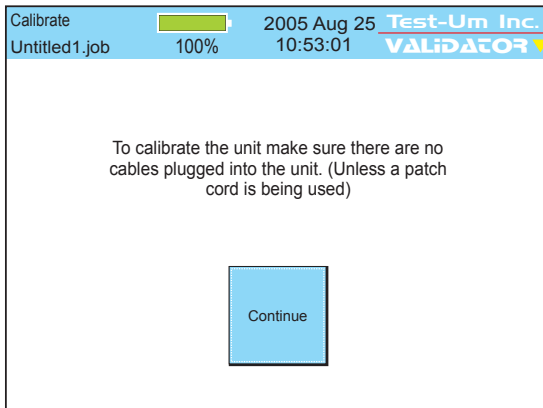 Calibrate
Untitled1.job
100%
2005 Aug 25
10:53:01
Test-Um Inc.
VALIDATOR
To calibrate the unit make sure there are no
cables plugged into the unit. (Unless a patch
cord is being used)
Continue